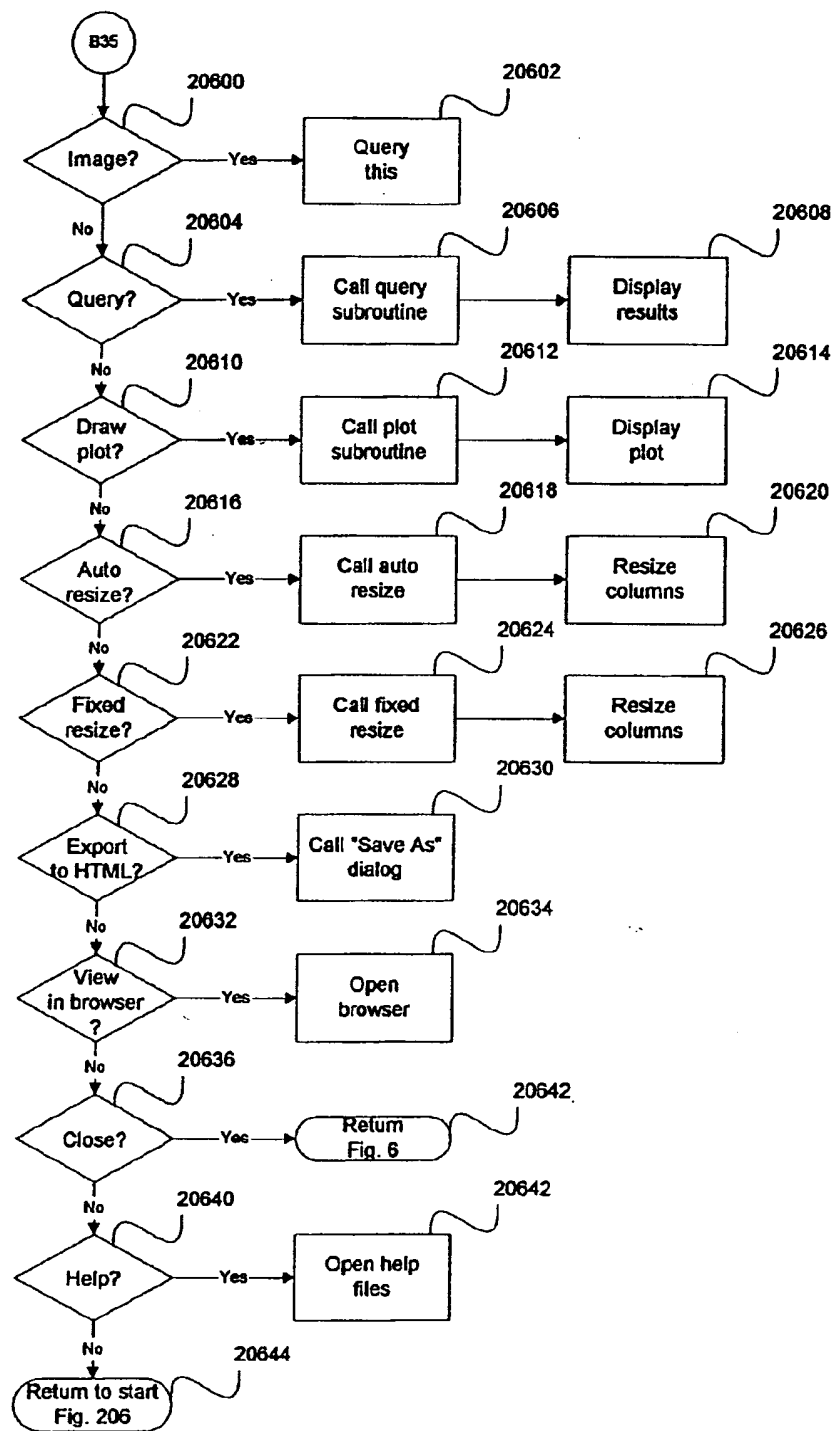 B35
20600
20602
Image?
Yes
Query
this
No
20604
20606
20608
Query?
Yes
Call query
subroutine
Display
results
No
20610
20612
20614
Draw
plot?
Yes
Call plot
subroutine
Display
plot
No
20616
20618
20620
Auto
resize?
Yes
Call auto
resize
Resize
columns
No
20622
20624
20626
Fixed
resize?
Yes
Call fixed
resize
Resize
columns
No
20628
20630
Export
to HTML?
Yes
Call "Save As"
dialog
No
20632
20634
View
in browser
?
Yes
Open
browser
No
20636
20642
Close?
Yes
Return
Fig. 6
No
20640
20642
Help?
Yes
Open help
files
No
20644
Return to start
Fig. 206